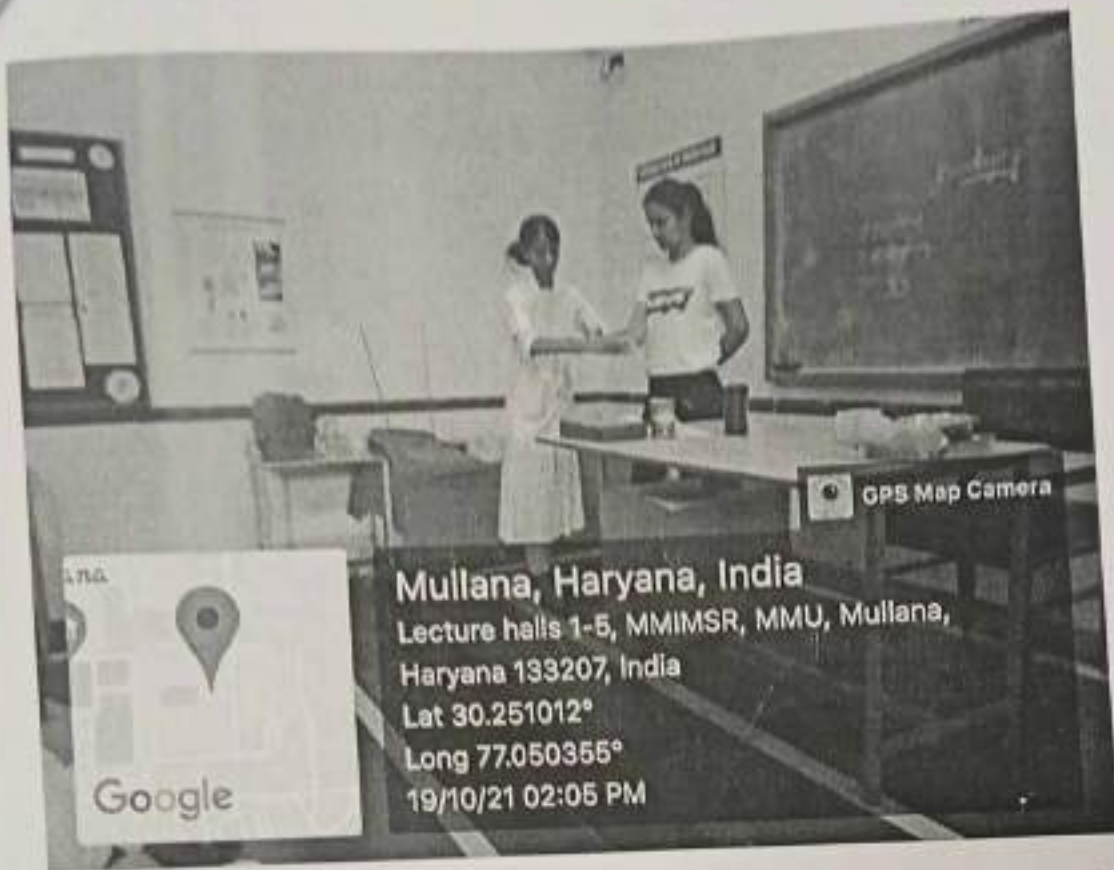 GPS Map Camera
ana
Google
Mullana, Haryana, India
Lecture halls 1-5, MMIMSR, MMU, Mullana,
Haryana 133207, India
Lat 30.251012°
Long 77.050355°
19/10/21 02:05 PM